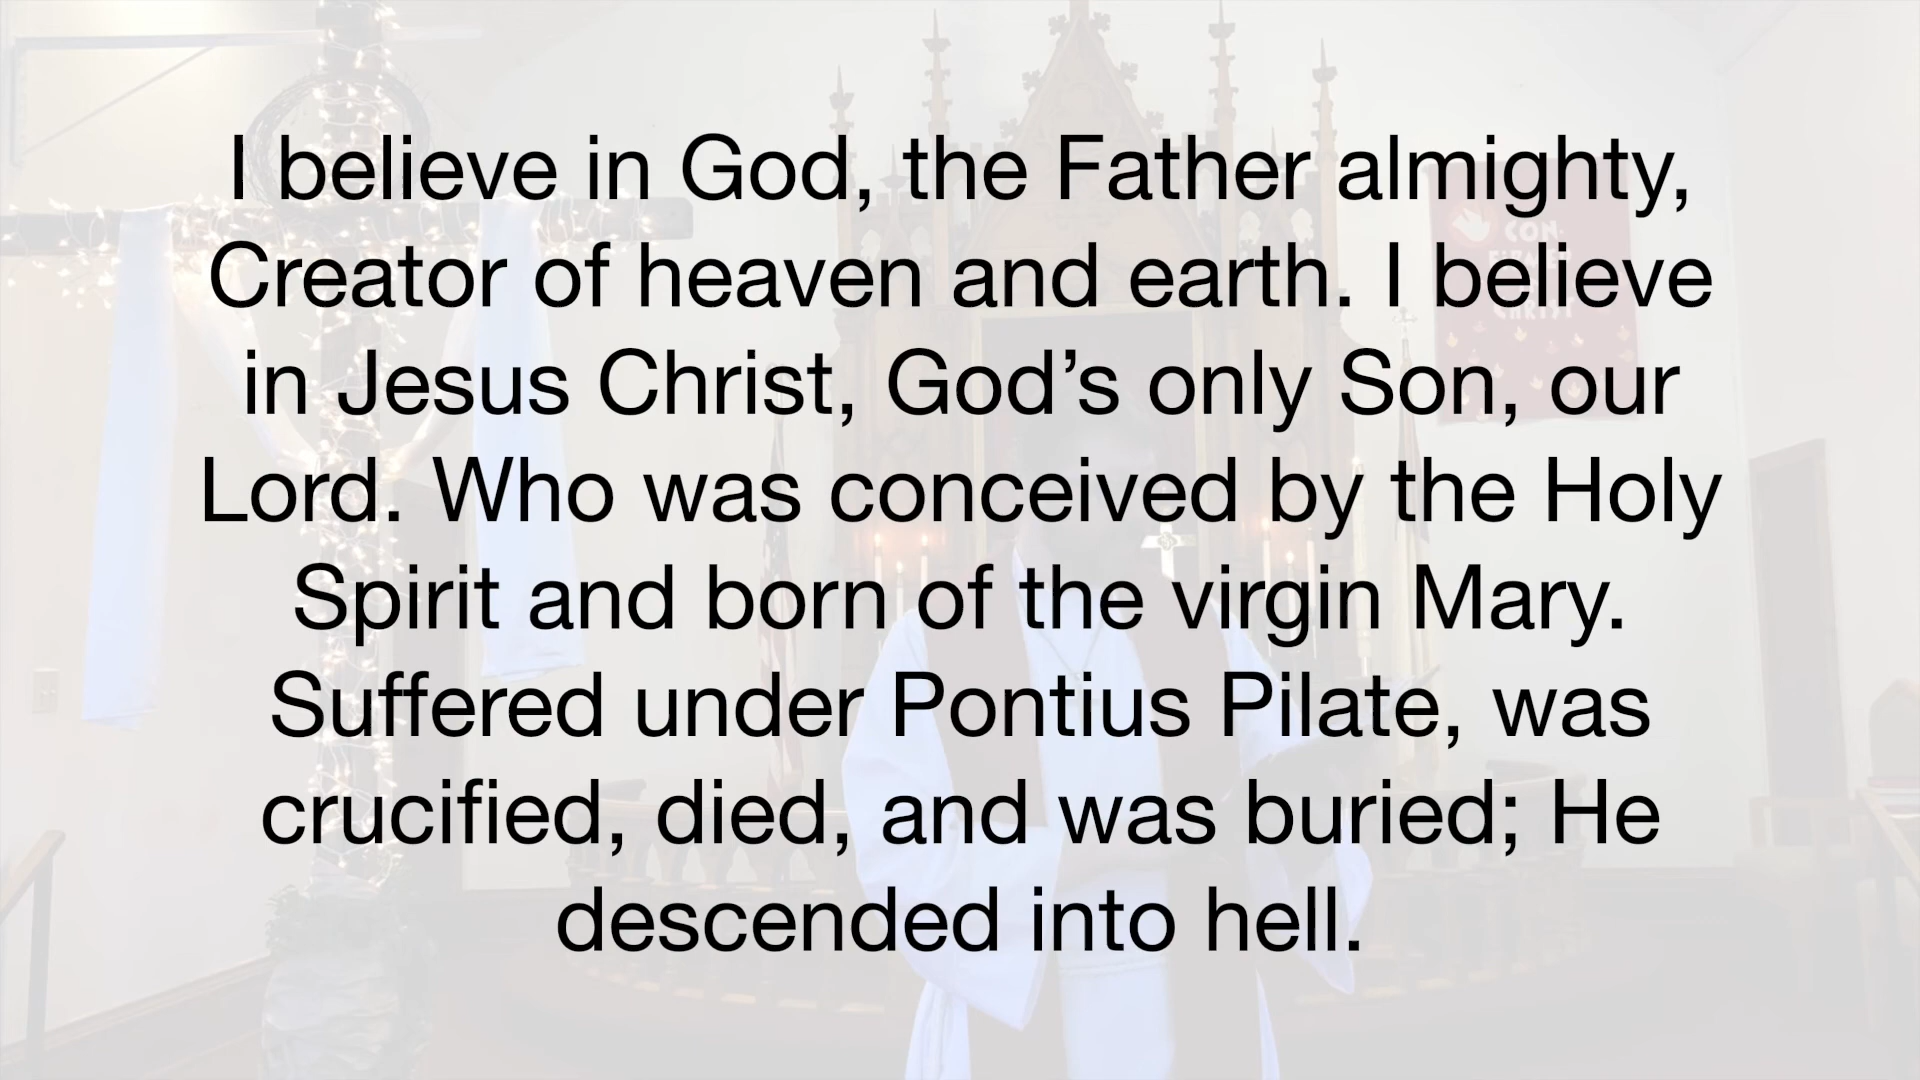 I believe in God, the Father almighty,
Creator of heaven and earth. I believe
in Jesus Christ, God’s only Son, our
Lord. Who was conceived by the Holy
Spirit and born of the virgin Mary.
Suffered under Pontius Pilate, was
crucified, died, and was buried; He
descended into hell.
CON-
CHRIST